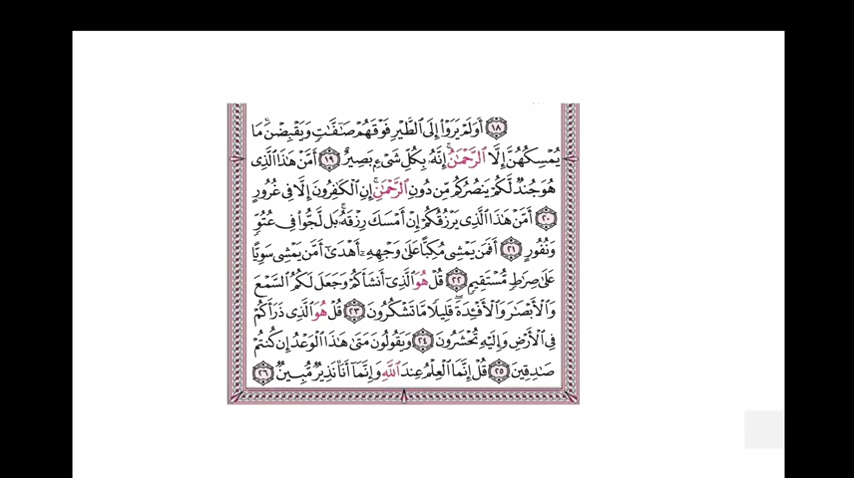 ﴿١٨﴾ أَوَلَمْ يَرَوْا۟ إِلَى ٱلطَّيْرِ فَوْقَهُمْ صَـٰٓفَّـٰتٍ وَيَقْبِضْنَ ۚ مَا
يُمْسِكُهُنَّ إِلَّا ٱلرَّحْمَـٰنُ ۚ إِنَّهُۥ بِكُلِّ شَىْءٍۭ بَصِيرٌ ﴿١٩﴾ أَمَّنْ هَـٰذَا ٱلَّذِى
هُوَ جُندٌ لَّكُمْ يَنصُرُكُم مِّن دُونِ ٱلرَّحْمَـٰنِ ۚ إِنِ ٱلْكَـٰفِرُونَ إِلَّا فِى غُرُورٍ
﴿٢٠﴾ أَمَّنْ هَـٰذَا ٱلَّذِى يَرْزُقُكُمْ إِنْ أَمْسَكَ رِزْقَهُۥ ۚ بَل لَّجُّوا۟ فِى عُتُوٍّ
وَنُفُورٍ ﴿٢١﴾ أَفَمَن يَمْشِى مُكِبًّا عَلَىٰ وَجْهِهِۦٓ أَهْدَىٰٓ أَمَّن يَمْشِى سَوِيًّا
عَلَىٰ صِرَٰطٍ مُّسْتَقِيمٍ ﴿٢٢﴾ قُلْ هُوَ ٱلَّذِىٓ أَنشَأَكُمْ وَجَعَلَ لَكُمُ ٱلسَّمْعَ
وَٱلْأَبْصَـٰرَ وَٱلْأَفْـِٔدَةَ ۖ قَلِيلًا مَّا تَشْكُرُونَ ﴿٢٣﴾ قُلْ هُوَ ٱلَّذِى ذَرَأَكُمْ
فِى ٱلْأَرْضِ وَإِلَيْهِ تُحْشَرُونَ ﴿٢٤﴾ وَيَقُولُونَ مَتَىٰ هَـٰذَا ٱلْوَعْدُ إِن كُنتُمْ
صَـٰدِقِينَ ﴿٢٥﴾ قُلْ إِنَّمَا ٱلْعِلْمُ عِندَ ٱللَّهِ وَإِنَّمَآ أَنَا۠ نَذِيرٌ مُّبِينٌ ﴿٢٦﴾